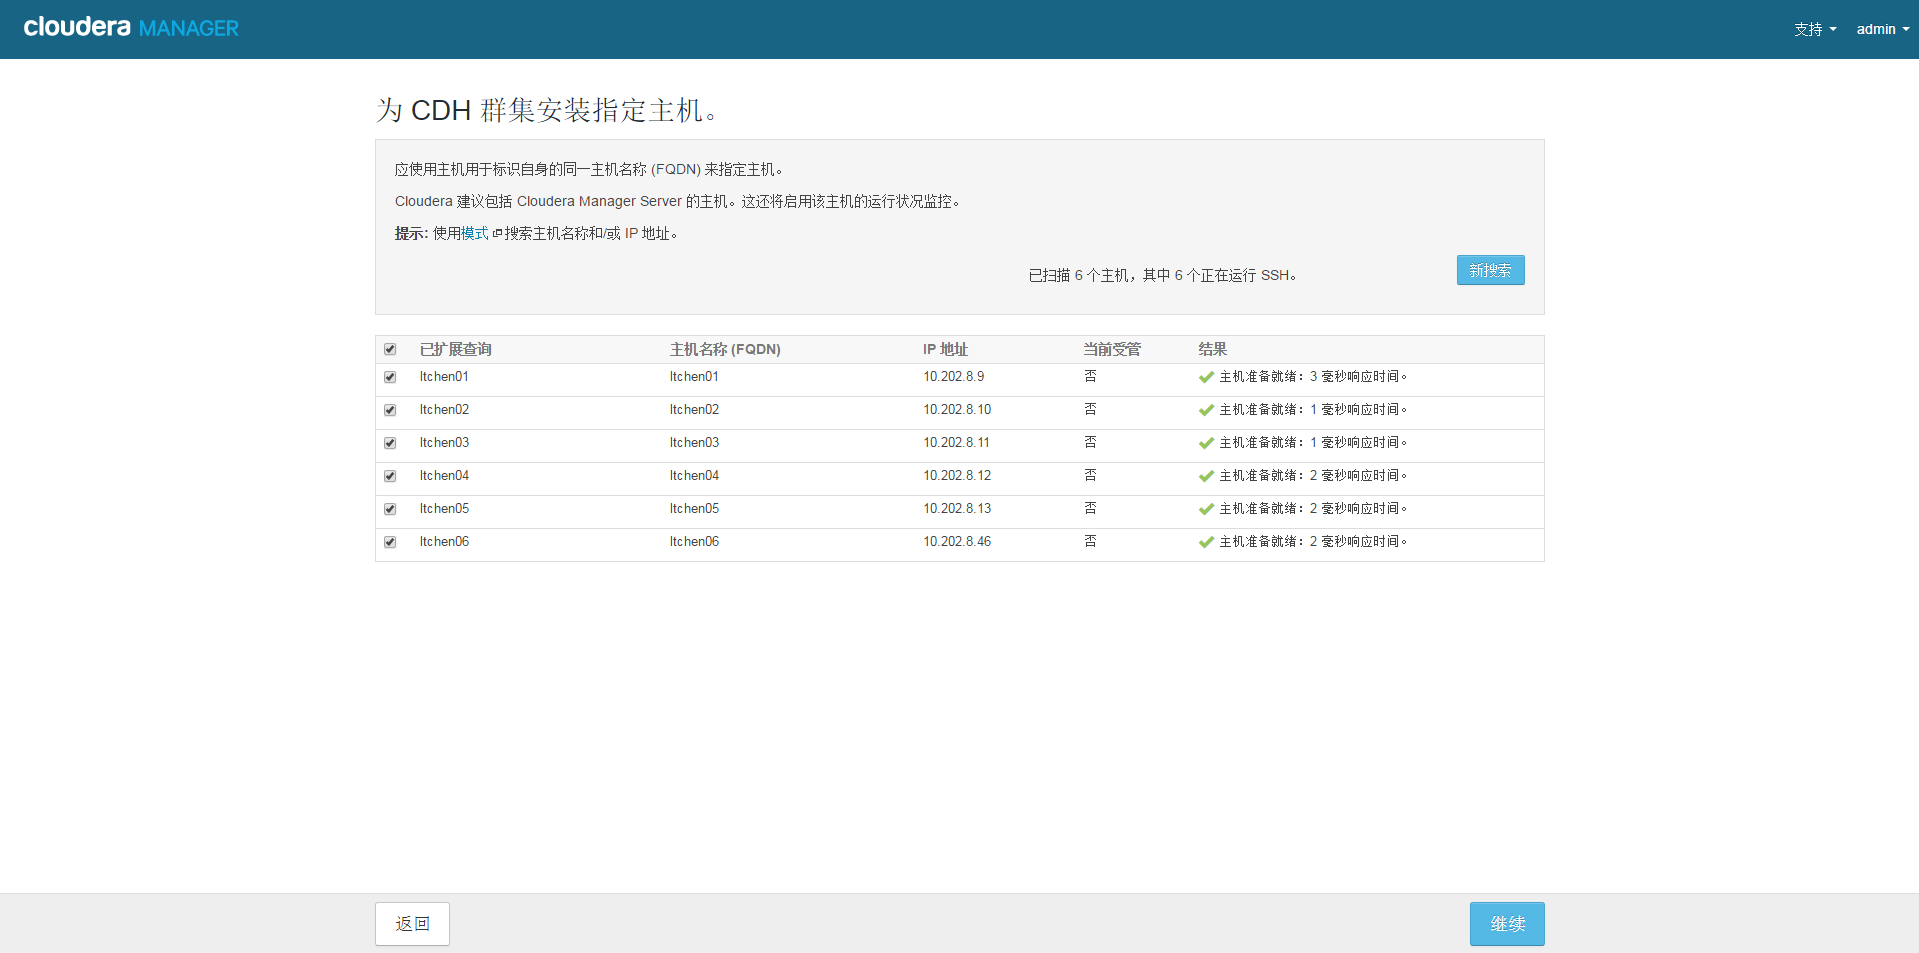 cloudera MANAGER
支持 admin
为 CDH 群集安装指定主机。
应使用主机用于标识自身的同一主机名称 (FQDN) 来指定主机。
Cloudera 建议包括 Cloudera Manager Server 的主机。这还将启用该主机的运行状况监控。
提示: 使用模式 搜索主机名称和/或 IP 地址。
已扫描 6 个主机，其中 6 个正在运行 SSH。 新搜索
已扩展查询 主机名称 (FQDN) IP 地址 当前受管 结果
ltchen01 ltchen01 10.202.8.9 否 主机准备就绪：3 毫秒响应时间。
ltchen02 ltchen02 10.202.8.10 否 主机准备就绪：1 毫秒响应时间。
ltchen03 ltchen03 10.202.8.11 否 主机准备就绪：1 毫秒响应时间。
ltchen04 ltchen04 10.202.8.12 否 主机准备就绪：2 毫秒响应时间。
ltchen05 ltchen05 10.202.8.13 否 主机准备就绪：2 毫秒响应时间。
ltchen06 ltchen06 10.202.8.46 否 主机准备就绪：2 毫秒响应时间。
返回 继续